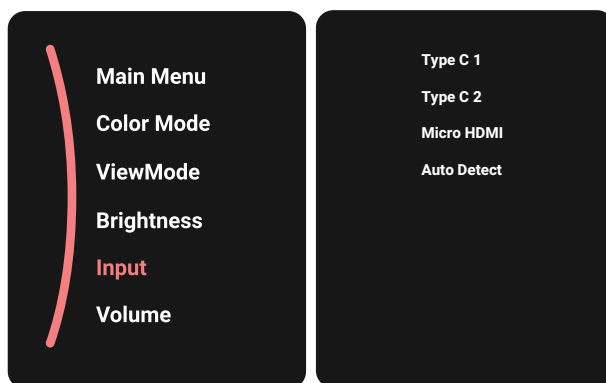 Main Menu
Color Mode
ViewMode
Brightness
Input
Volume
Type C 1
Type C 2
Micro HDMI
Auto Detect